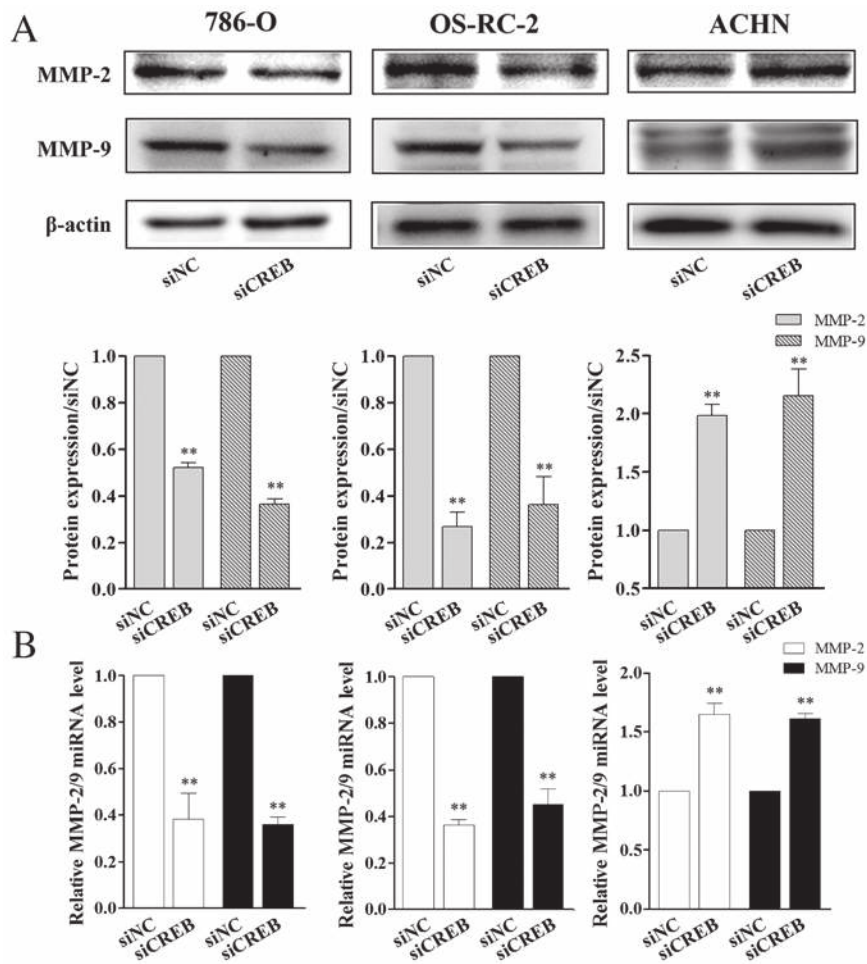 A
786-O
OS-RC-2
ACHN
MMP-2
MMP-9
β-actin
siNC
siCREB
siNC
siCREB
siNC
siCREB
MMP-2
MMP-9
Protein expression/siNC
1.0
0.8
0.6
0.4
0.2
0.0
**
**
siNC
siCREB
siNC
siCREB
Protein expression/siNC
1.0
0.8
0.6
0.4
0.2
0.0
**
**
siNC
siCREB
siNC
siCREB
Protein expression/siNC
2.5
2.0
1.5
1.0
0.5
**
**
siNC
siCREB
siNC
siCREB
B
MMP-2
MMP-9
Relative MMP-2/9 miRNA level
1.0
0.8
0.6
0.4
0.2
0.0
**
**
siNC
siCREB
siNC
siCREB
Relative MMP-2/9 miRNA level
1.0
0.8
0.6
0.4
0.2
0.0
**
**
siNC
siCREB
siNC
siCREB
Relative MMP-2/9 miRNA level
2.0
1.5
1.0
0.5
0.0
**
**
siNC
siCREB
siNC
siCREB